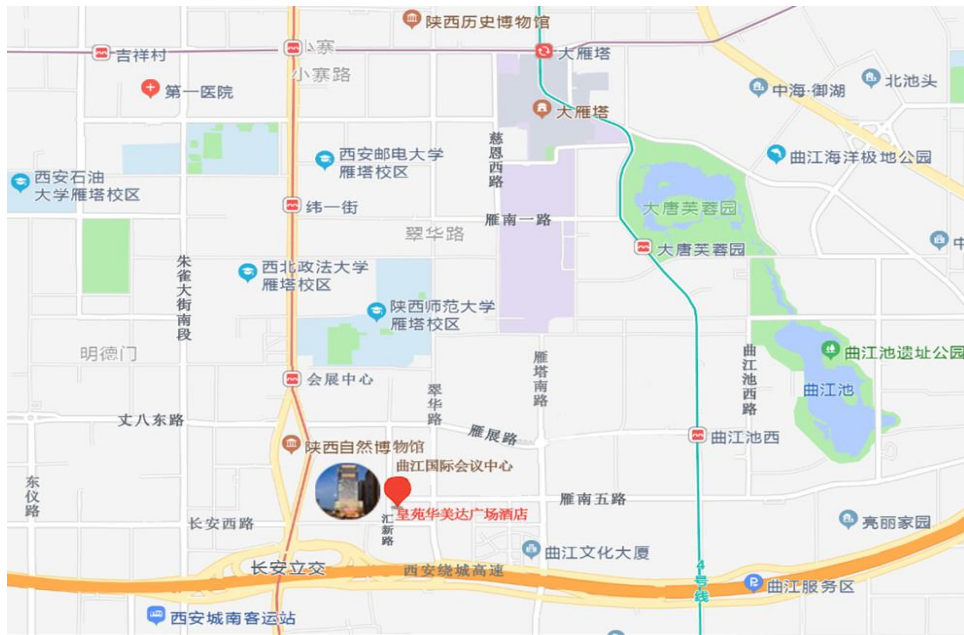 陕西历史博物馆
吉祥村
小寨
大雁塔
小寨路
第一医院
中海·御湖
北池头
大雁塔
慈恩西路
西安邮电大学
雁塔校区
曲江海洋极地公园
西安石油
大学雁塔校区
纬一街
大唐芙蓉园
雁南一路
翠华路
大唐芙蓉园
中
朱雀大街南段
西北政法大学
雁塔校区
陕西师范大学
雁塔校区
明德门
曲江池西路
曲江池遗址公园
雁塔南路
会展中心
翠华路
曲江池
丈八东路
雁展路
曲江池西
陕西自然博物馆
曲江国际会议中心
东仪路
雁南五路
皇苑华美达广场酒店
长安西路
汇新路
亮丽家园
曲江文化大厦
长安立交
西安绕城高速
4号线
曲江服务区
西安城南客运站